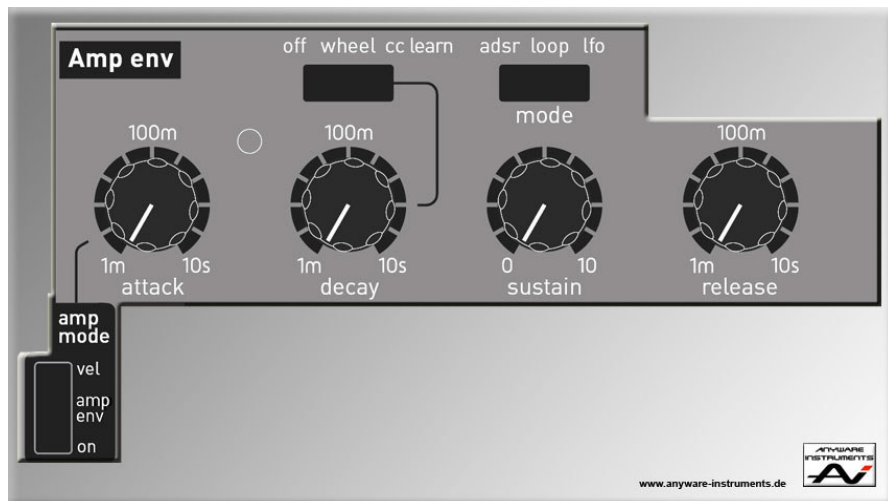 off wheel cc learn
adsr loop lfo
Amp env
mode
100m
100m
100m
1m
10s
1m
10s
0
10
1m
10s
attack
decay
sustain
release
amp
mode
vel
amp
env
on
ANYWARE
INSTRUMENTS
www.anyware-instruments.de